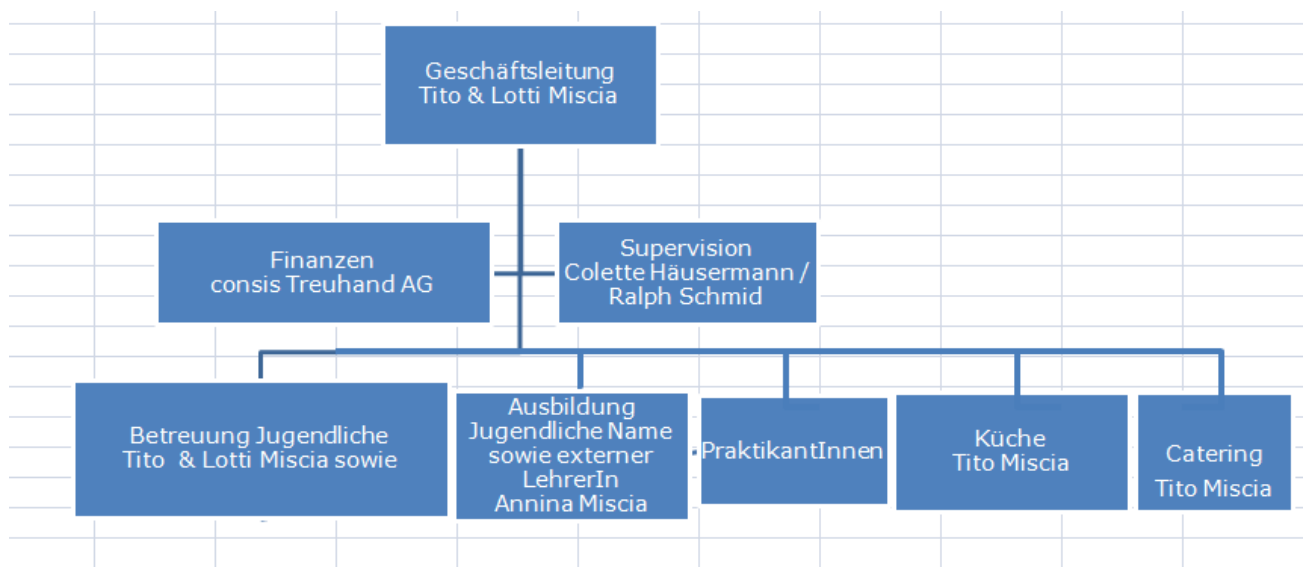 Geschäftsleitung
Tito & Lotti Miscia
Finanzen
consis Treuhand AG
Supervision
Colette Häusermann /
Ralph Schmid
Betreuung Jugendliche
Tito & Lotti Miscia sowie
Ausbildung
Jugendliche Name
sowie externer
LehrerIn
Annina Miscia
PraktikantInnen
Küche
Tito Miscia
Catering
Tito Miscia